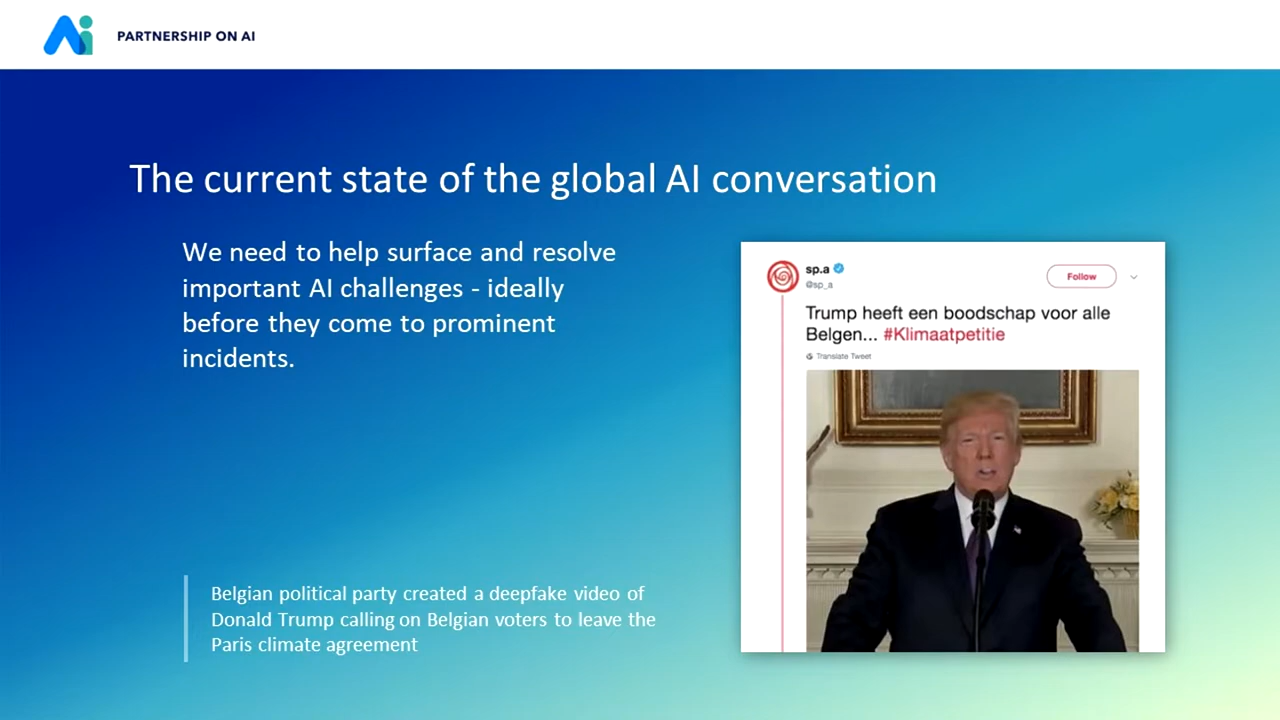 PARTNERSHIP ON AI
The current state of the global AI conversation
We need to help surface and resolve
important AI challenges - ideally
before they come to prominent
incidents.
Belgian political party created a deepfake video of
Donald Trump calling on Belgian voters to leave the
Paris climate agreement
sp.a
@sp_a
Follow
Trump heeft een boodschap voor alle
Belgen... #Klimaatpetitie
Translate Tweet